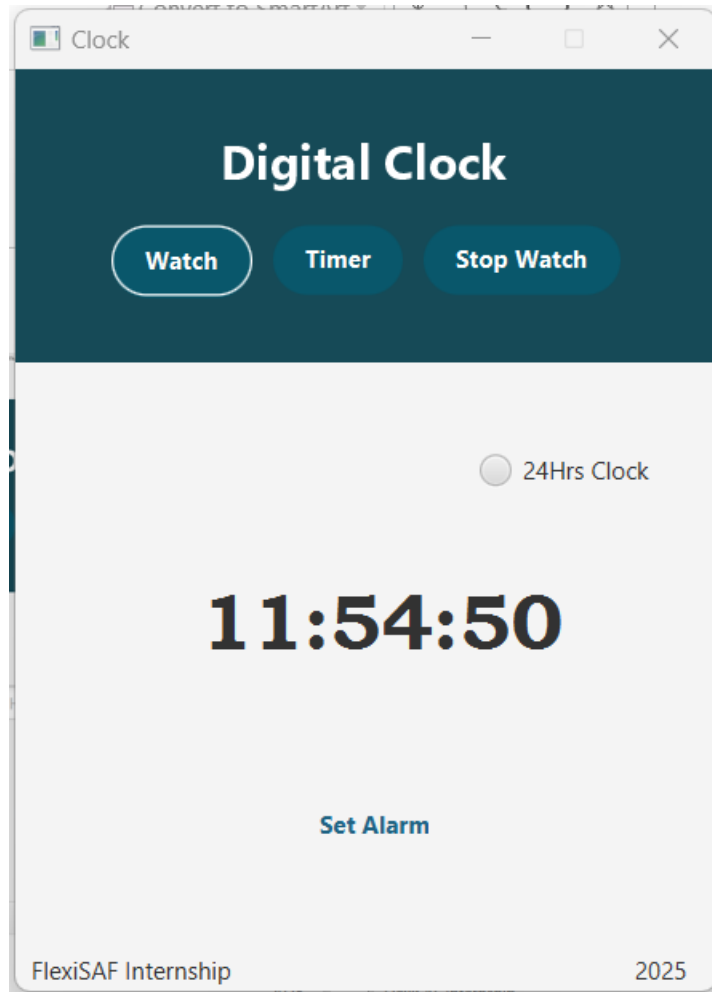 Clock
Digital Clock
Watch Timer Stop Watch
24Hrs Clock
11:54:50
Set Alarm
FlexiSAF Internship 2025